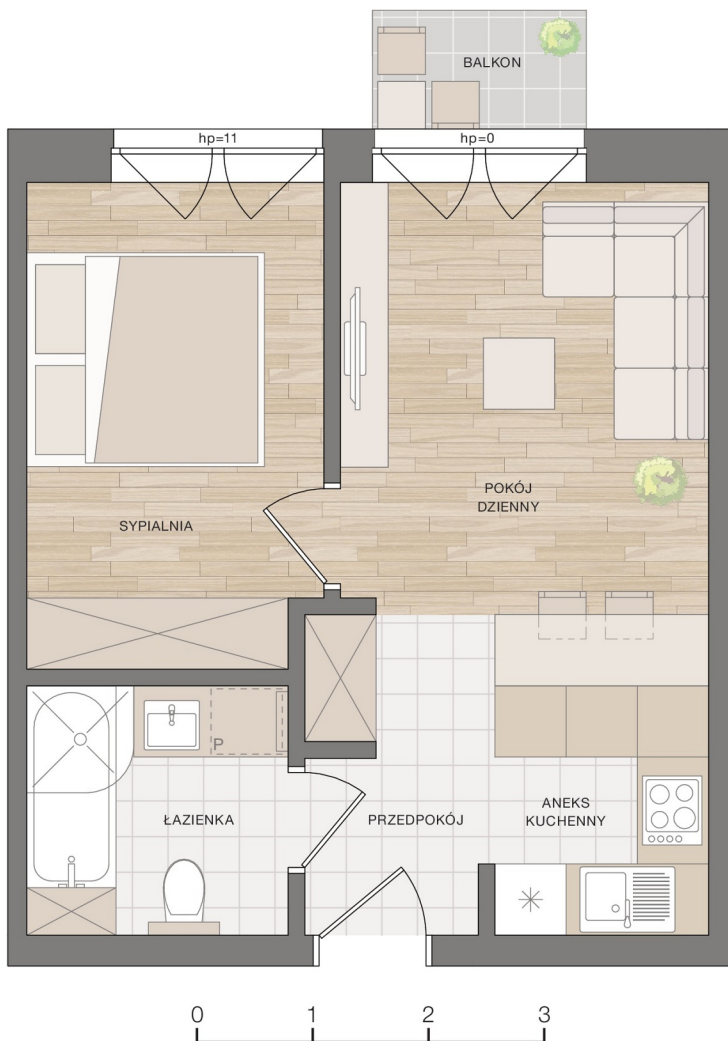 BALKON
hp=11
hp=0
POKÓJ
DZIENNY
SYPIALNIA
P
ŁAZIENKA
PRZEDPOKÓJ
ANEKS
KUCHENNY
0 1 2 3